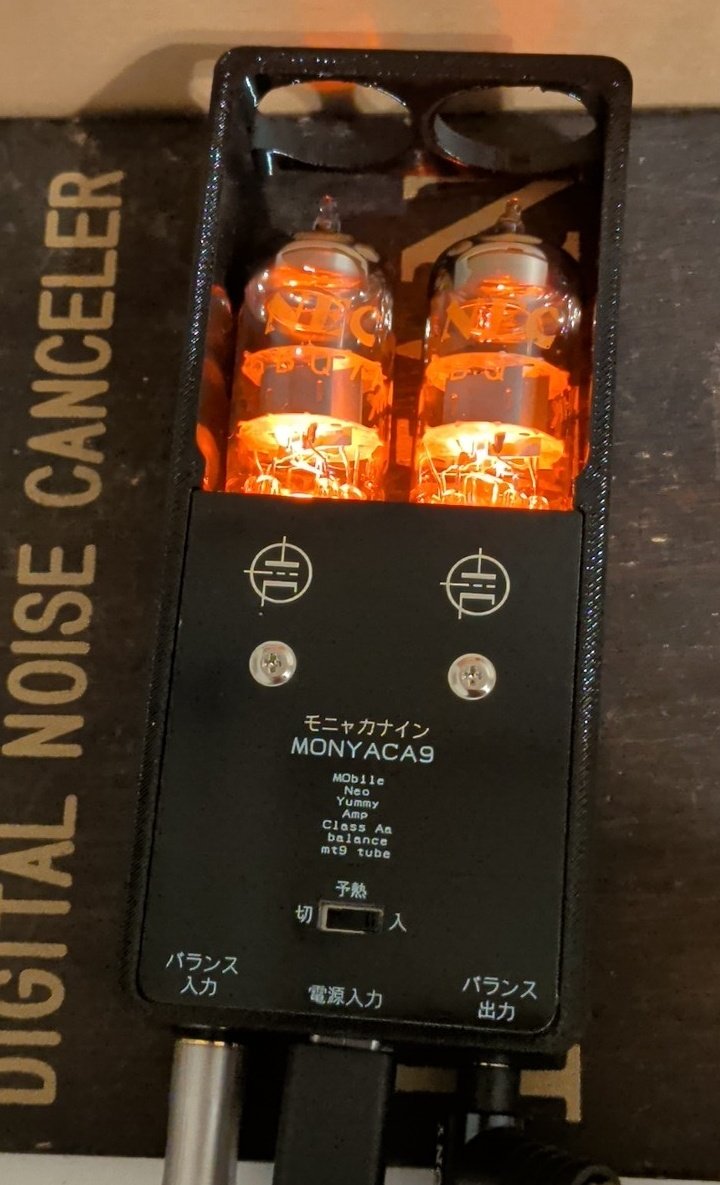 DIGITAL NOISE CANCELER
NEC
NEC
モニャカナイン
MONYACA9
MObile
Neo
Yummy
Amp
Class Aa
balance
mt9 tube
予熱
切
入
バランス
入力
電源入力
バランス
出力